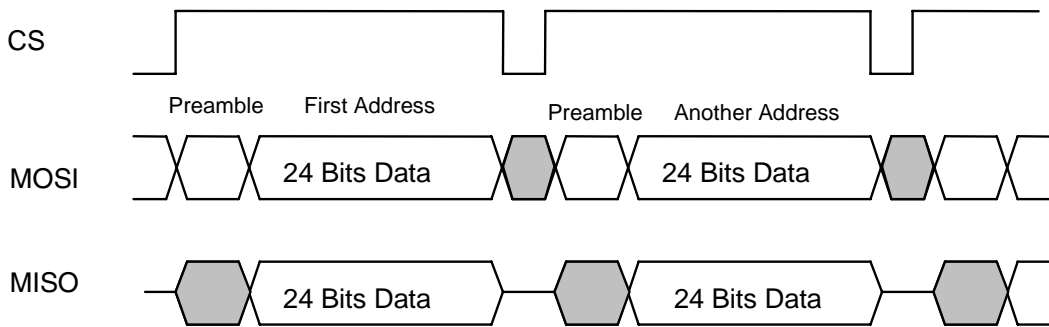 CS
Preamble First Address Preamble Another Address
MOSI 24 Bits Data 24 Bits Data
MISO 24 Bits Data 24 Bits Data